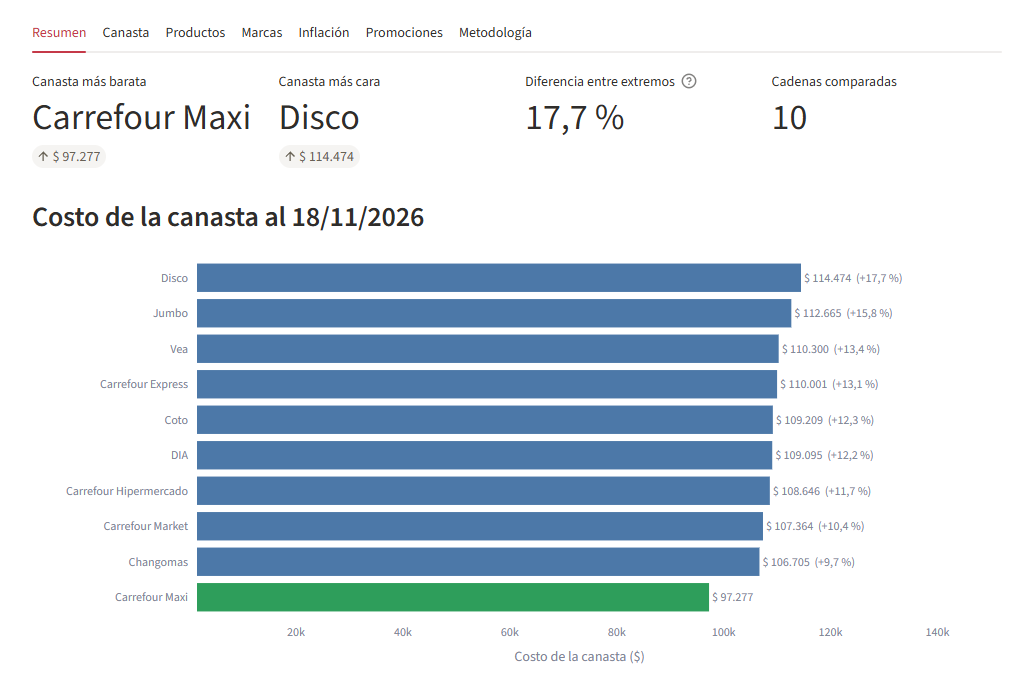 Resumen Canasta Productos Marcas Inflación Promociones Metodología
Canasta más barata Canasta más cara Diferencia entre extremos ? Cadenas comparadas
Carrefour Maxi Disco 17,7 % 10
↑ $ 97.277 ↑ $ 114.474
Costo de la canasta al 18/11/2026
Disco $ 114.474 (+17,7 %)
Jumbo $ 112.665 (+15,8 %)
Vea $ 110.300 (+13,4 %)
Carrefour Express $ 110.001 (+13,1 %)
Coto $ 109.209 (+12,3 %)
DIA $ 109.095 (+12,2 %)
Carrefour Hipermercado $ 108.646 (+11,7 %)
Carrefour Market $ 107.364 (+10,4 %)
Changomas $ 106.705 (+9,7 %)
Carrefour Maxi $ 97.277
20k 40k 60k 80k 100k 120k 140k
Costo de la canasta ($)